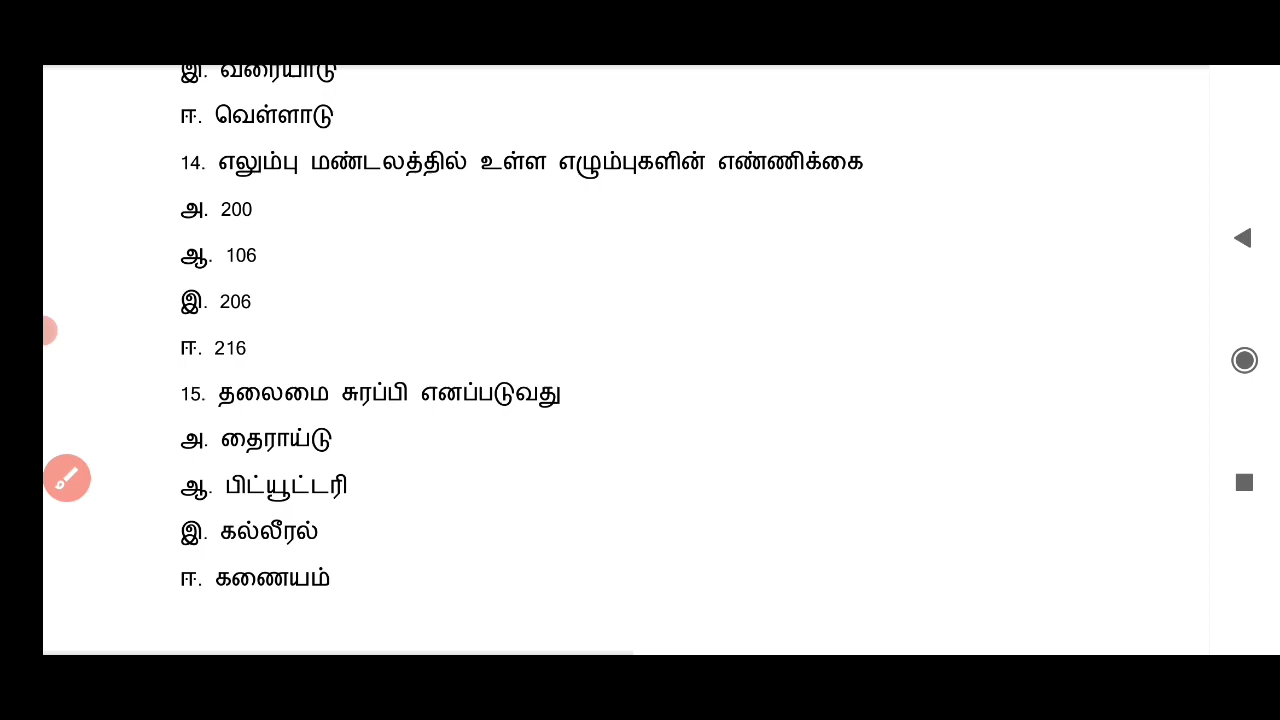 இ. வரையாடு
ஈ. வெள்ளாடு
14. எலும்பு மண்டலத்தில் உள்ள எழும்புகளின் எண்ணிக்கை
அ. 200
ஆ. 106
இ. 206
ஈ. 216
15. தலைமை சுரப்பி எனப்படுவது
அ. தைராய்டு
ஆ. பிட்யூட்டரி
இ. கல்லீரல்
ஈ. கணையம்